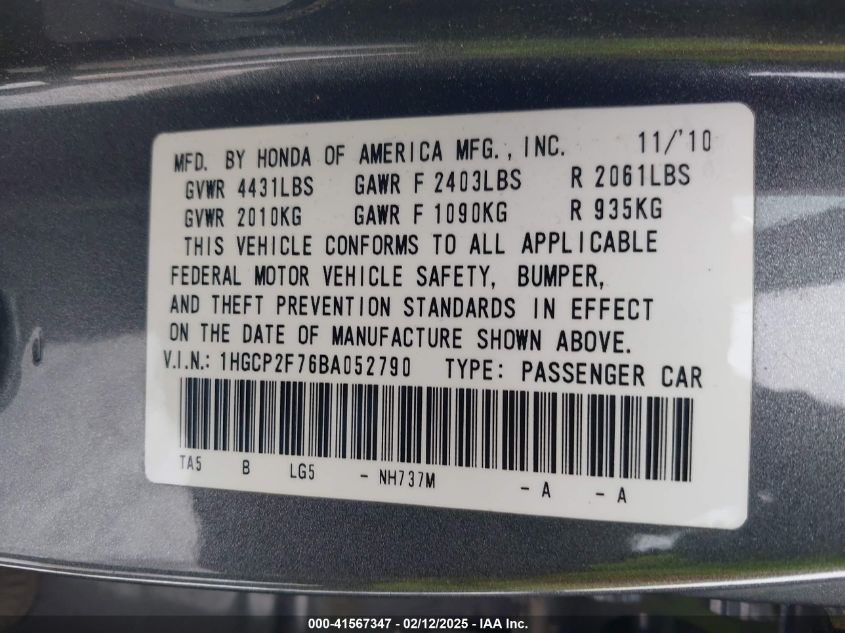 MFD. BY HONDA OF AMERICA MFG., INC. 11/'10
GVWR 4431LBS GAWR F 2403LBS R 2061LBS
GVWR 2010KG GAWR F 1090KG R 935KG
THIS VEHICLE CONFORMS TO ALL APPLICABLE
FEDERAL MOTOR VEHICLE SAFETY, BUMPER,
AND THEFT PREVENTION STANDARDS IN EFFECT
ON THE DATE OF MANUFACTURE SHOWN ABOVE.
V.I.N.: 1HGCP2F76BA052790 TYPE: PASSENGER CAR
TA5 B LG5 - NH737M - A - A
000-41567347 - 02/12/2025 - IAA Inc.